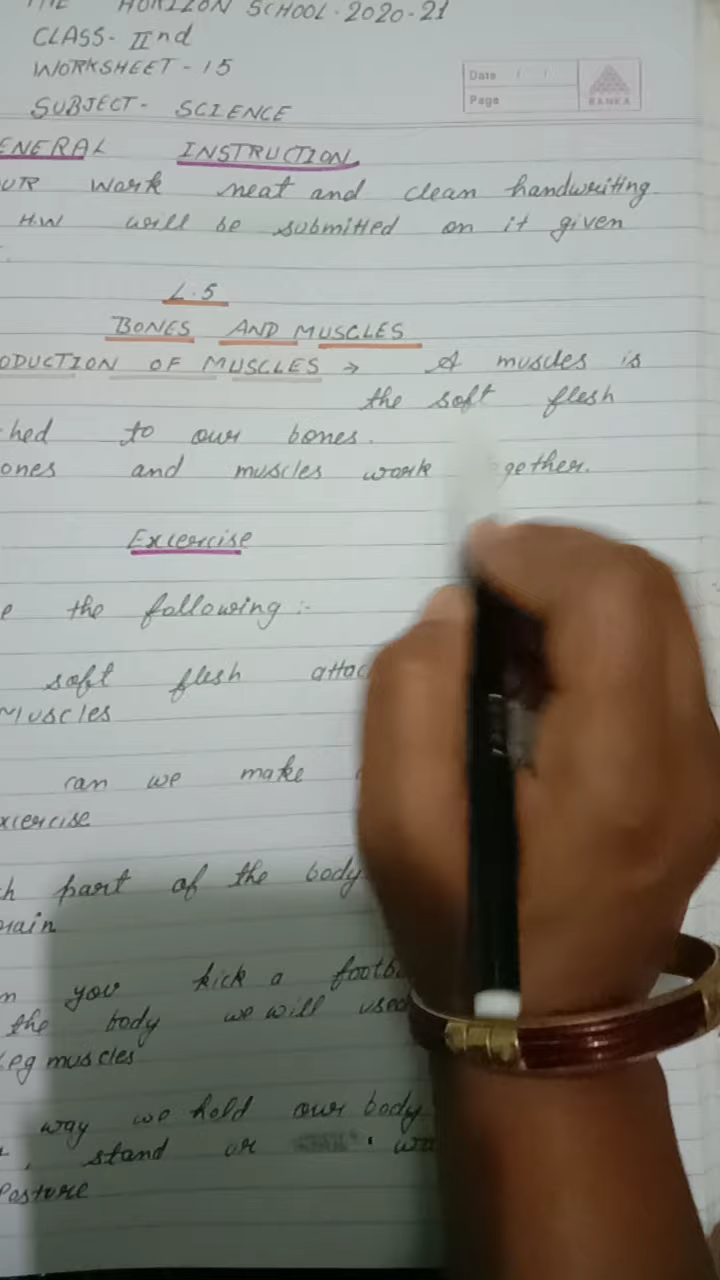 THE HORIZON SCHOOL-2020-21
CLASS- IInd
WORKSHEET-15
SUBJECT- SCIENCE
Date / /
Page
RANKA
ENERAL INSTRUCTION
UR work neat and clean handwriting
H.W will be submitted on it given
L.5
BONES AND MUSCLES
ODUCTION OF MUSCLES → A muscles is
the soft flesh
hed to our bones.
ones and muscles work gether.
Excercise
e the following :-
soft flesh attac
Muscles
can we make
xcercise
h part of the body
rain
n you kick a footb
the body we will used
Leg muscles
way we hold our body
, stand or
Posture